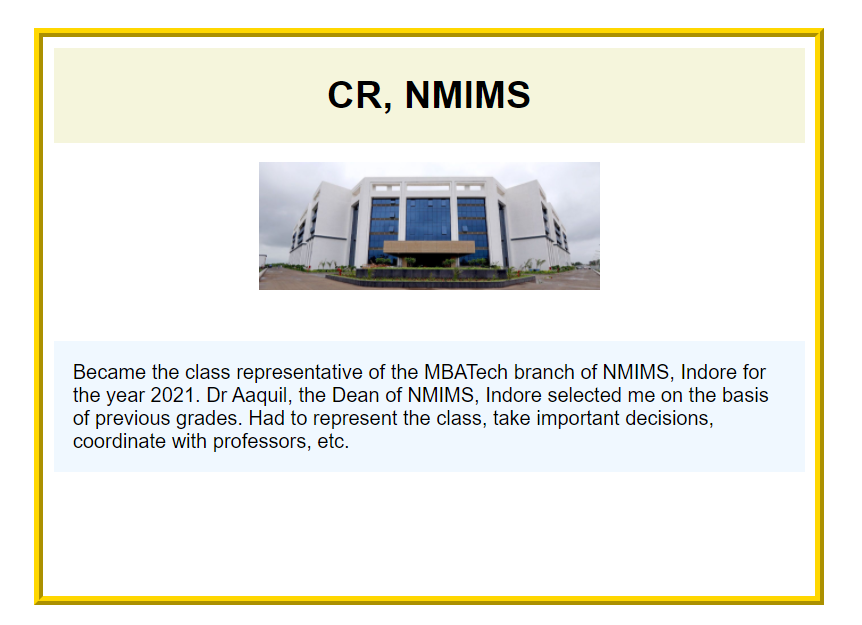 CR, NMIMS
Became the class representative of the MBATech branch of NMIMS, Indore for
the year 2021. Dr Aaquil, the Dean of NMIMS, Indore selected me on the basis
of previous grades. Had to represent the class, take important decisions,
coordinate with professors, etc.